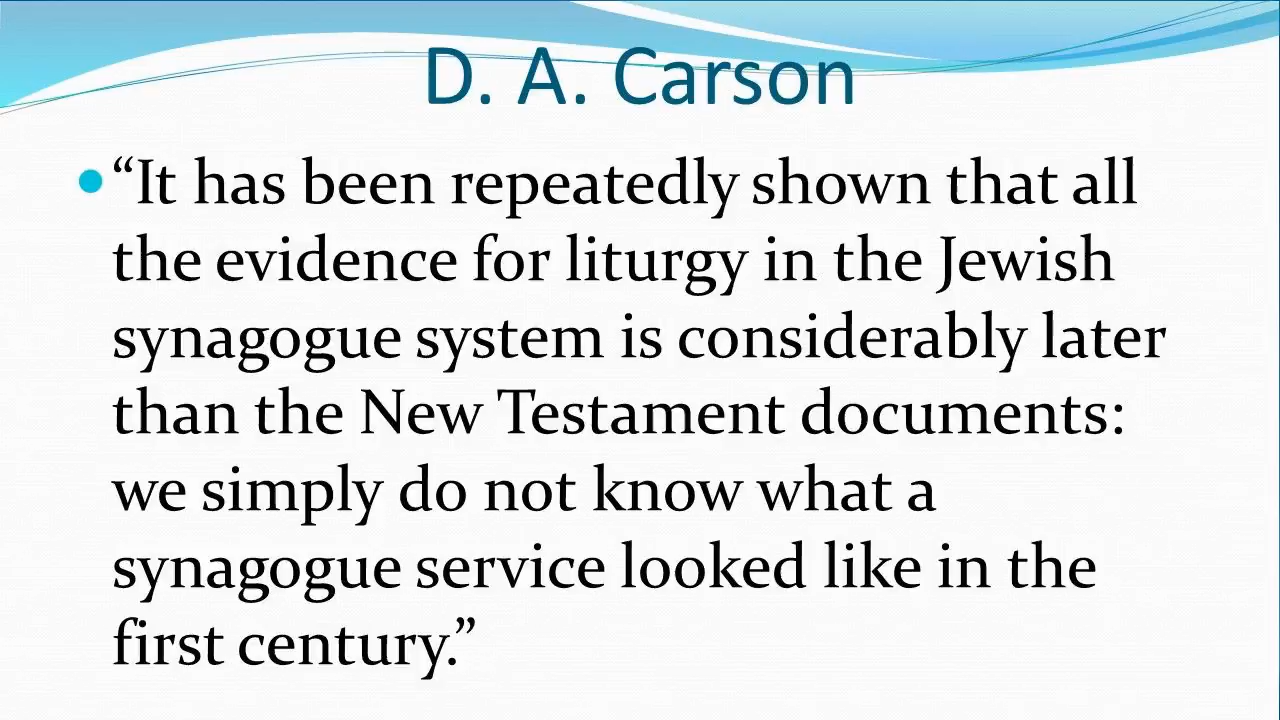 D. A. Carson
• “It has been repeatedly shown that all
the evidence for liturgy in the Jewish
synagogue system is considerably later
than the New Testament documents:
we simply do not know what a
synagogue service looked like in the
first century.”